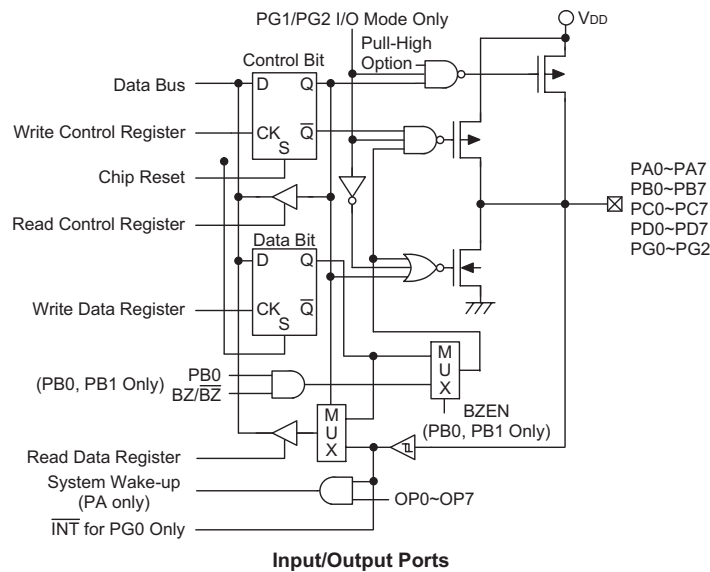 PG1/PG2 I/O Mode Only
VDD
Control Bit
Pull-High
Option
Data Bus
D
Q
Write Control Register
CK
Q̅
S
Chip Reset
PA0~PA7
PB0~PB7
PC0~PC7
PD0~PD7
PG0~PG2
Read Control Register
Data Bit
D
Q
Write Data Register
CK
Q̅
S
M
U
X
PB0
(PB0, PB1 Only)
BZ/B̅Z̅
BZEN
(PB0, PB1 Only)
M
U
X
Read Data Register
System Wake-up
(PA only)
OP0~OP7
I̅N̅T̅ for PG0 Only
Input/Output Ports